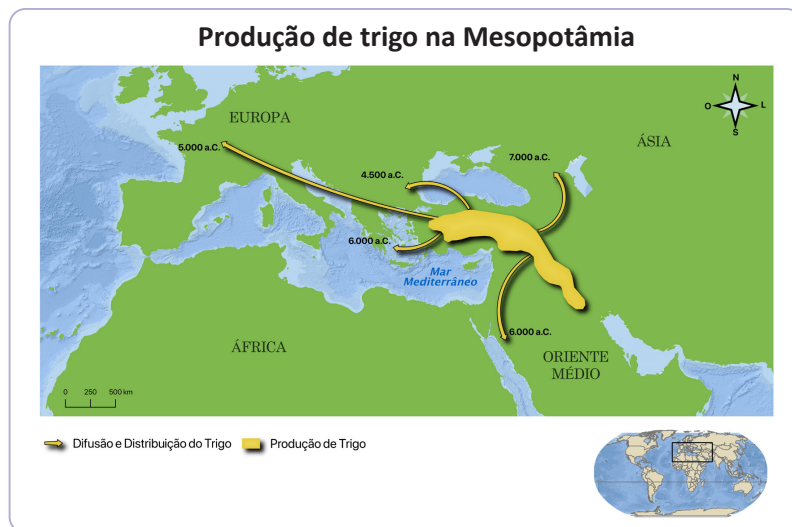 Produção de trigo na Mesopotâmia
N
O
L
S
EUROPA
ÁSIA
5.000 a.C.
7.000 a.C.
4.500 a.C.
6.000 a.C.
Mar
Mediterrâneo
6.000 a.C.
ÁFRICA
ORIENTE
MÉDIO
0 250 500 km
Difusão e Distribuição do Trigo
Produção de Trigo